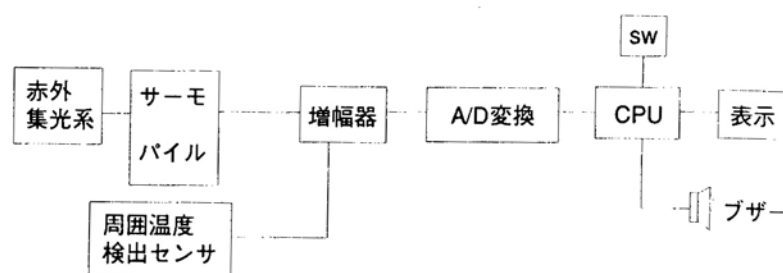 SW
赤外
集光系
サーモ
パイル
増幅器
A/D変換
CPU
表示
ブザー
周囲温度
検出センサ